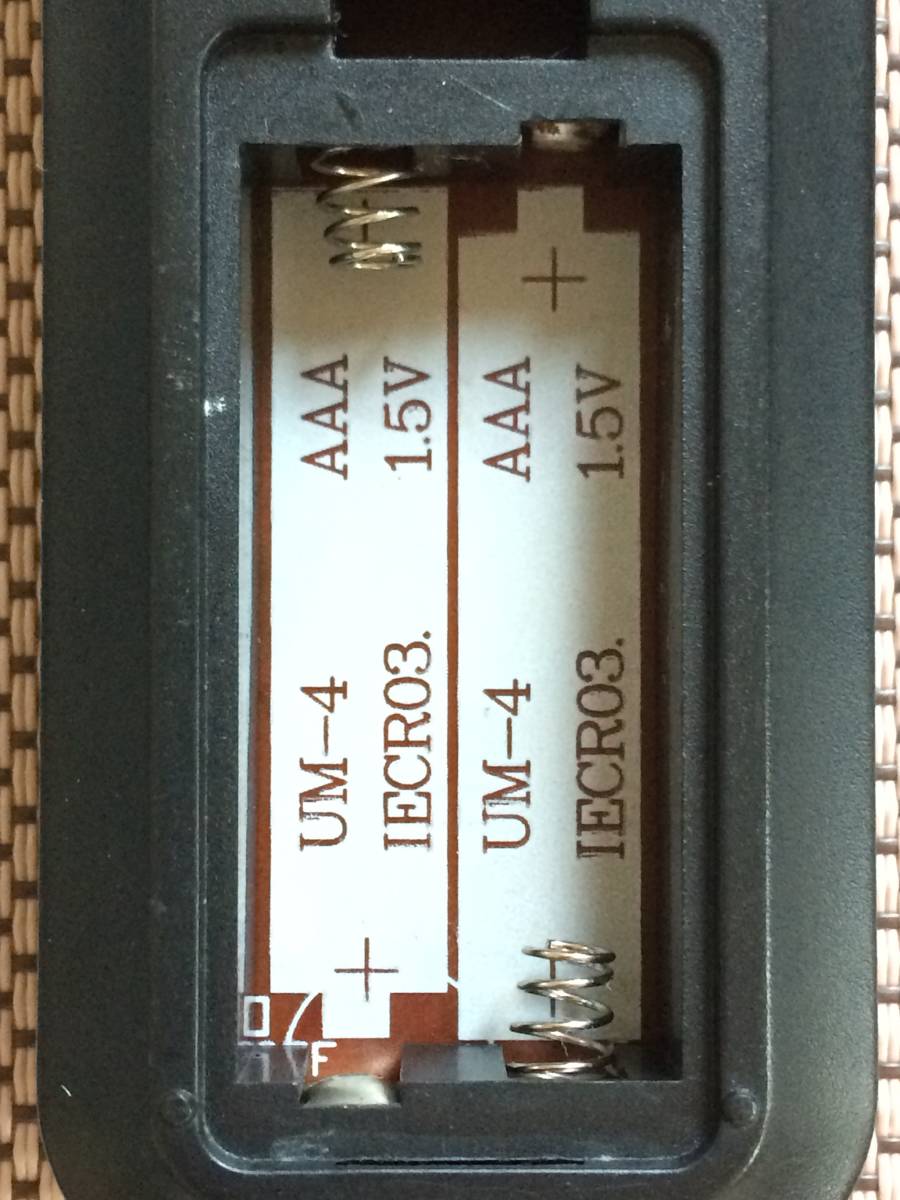 UM-4 AAA
IECR03. 1.5V
+
UM-4 AAA
IECR03. 1.5V
+
F